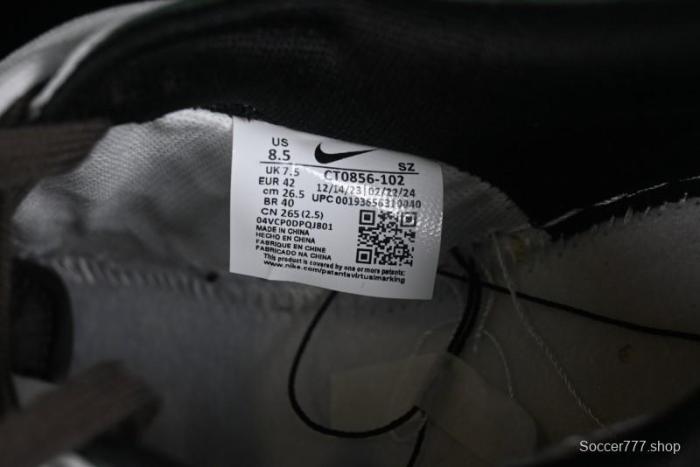 US
8.5
SZ
UK 7.5
CT0856-102
EUR 42
12/14/23 02/22/24
cm 26.5
UPC 00193656310040
BR 40
CN 265 (2.5)
04VCP0DPQJ801
MADE IN CHINA
HECHO EN CHINA
FABRIQUE EN CHINE
FABRICADO NA CHINA
This product is covered by one or more patents:
www.nike.com/patentsvirtualmarking
Soccer777.shop